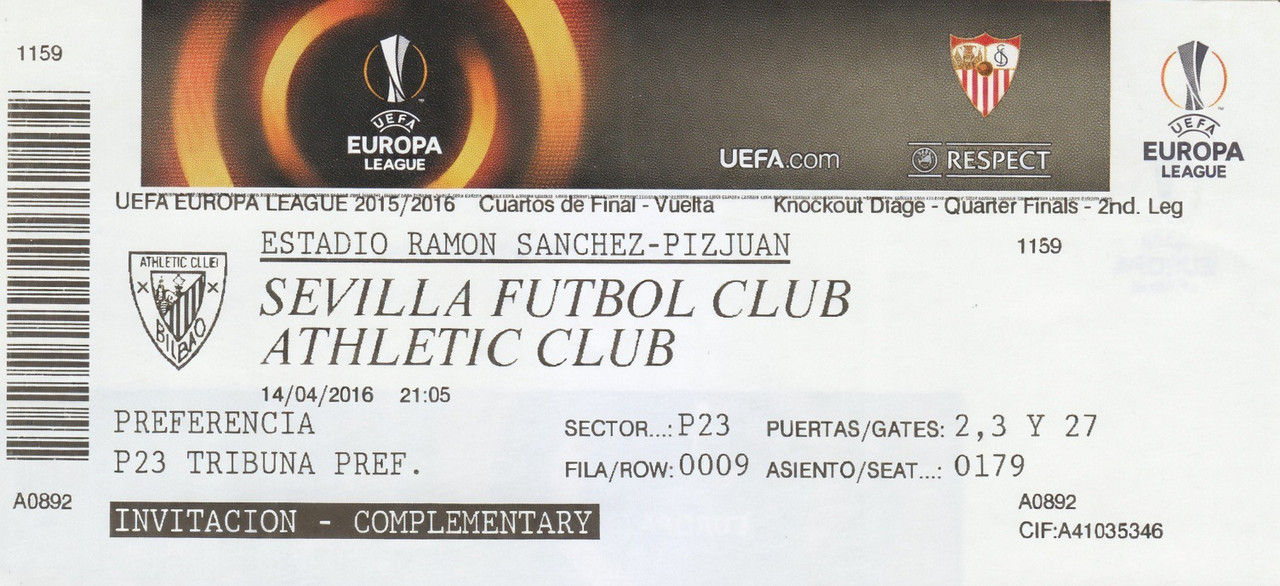 1159
UEFA
EUROPA
LEAGUE
UEFA.com
RESPECT
UEFA
EUROPA
LEAGUE
UEFA EUROPA LEAGUE 2015/2016 Cuartos de Final - Vuelta Knockout Dtage - Quarter Finals - 2nd. Leg
ESTADIO RAMON SANCHEZ-PIZJUAN
1159
ATHLETIC CLUB
BILBAO
SEVILLA FUTBOL CLUB
ATHLETIC CLUB
14/04/2016 21:05
PREFERENCIA
SECTOR...: P23 PUERTAS/GATES: 2,3 Y 27
P23 TRIBUNA PREF.
FILA/ROW: 0009 ASIENTO/SEAT...: 0179
A0892
INVITACION - COMPLEMENTARY
A0892
CIF:A41035346